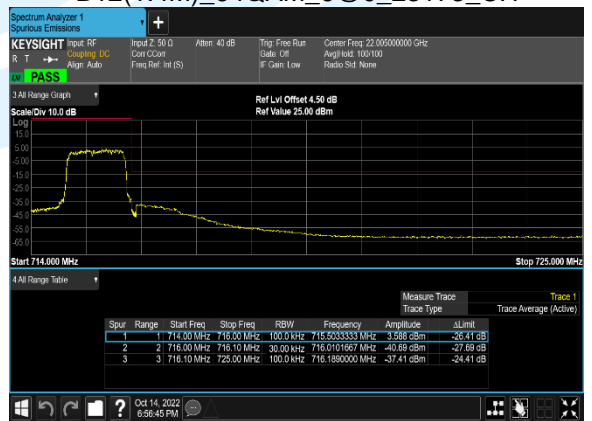 Spectrum Analyzer 1
Spurious Emissions
KEYSIGHT Input: RF Input Z: 50 Ω Atten: 40 dB Trig: Free Run Center Freq: 22.005000000 GHz
R T Coupling: DC Corr CCorr Gate: Off Avg|Hold: 100/100
Align: Auto Freq Ref: Int (S) IF Gain: Low Radio Std: None
PASS
3 All Range Graph
Ref Lvl Offset 4.50 dB
Scale/Div 10.0 dB Ref Value 25.00 dBm
Log
15.0
5.00
-5.00
-15.0
-25.0
-35.0
-45.0
-55.0
-65.0
Start 714.000 MHz Stop 725.000 MHz
4 All Range Table
Measure Trace Trace 1
Trace Type Trace Average (Active)
Spur Range Start Freq Stop Freq RBW Frequency Amplitude ΔLimit
1 1 714.00 MHz 716.00 MHz 100.0 kHz 715.5033333 MHz 3.588 dBm -26.41 dB
2 2 716.00 MHz 716.10 MHz 30.00 kHz 716.0101667 MHz -40.69 dBm -27.69 dB
3 3 716.10 MHz 725.00 MHz 100.0 kHz 716.1890000 MHz -37.41 dBm -24.41 dB
? Oct 14, 2022
6:56:45 PM